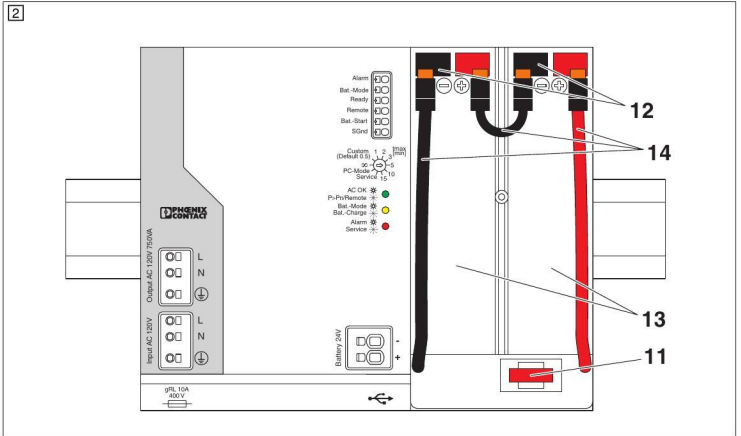 2
Alarm
Bat.-Mode
Ready
Remote
Bat.-Start
SGnd
Custom
(Default 0.5)
1 2 3 tmax
[min]
5
10
15
∞
PC-Mode
Service
AC OK
P>Pn/Remote
Bat.-Mode
Bat.-Charge
Alarm
Service
PHŒNIX
CONTACT
Output AC 120V 750VA
L
N
Input AC 120V
L
N
Battery 24V
-
+
gRL 10A
400 V
− +
− +
12
14
13
11